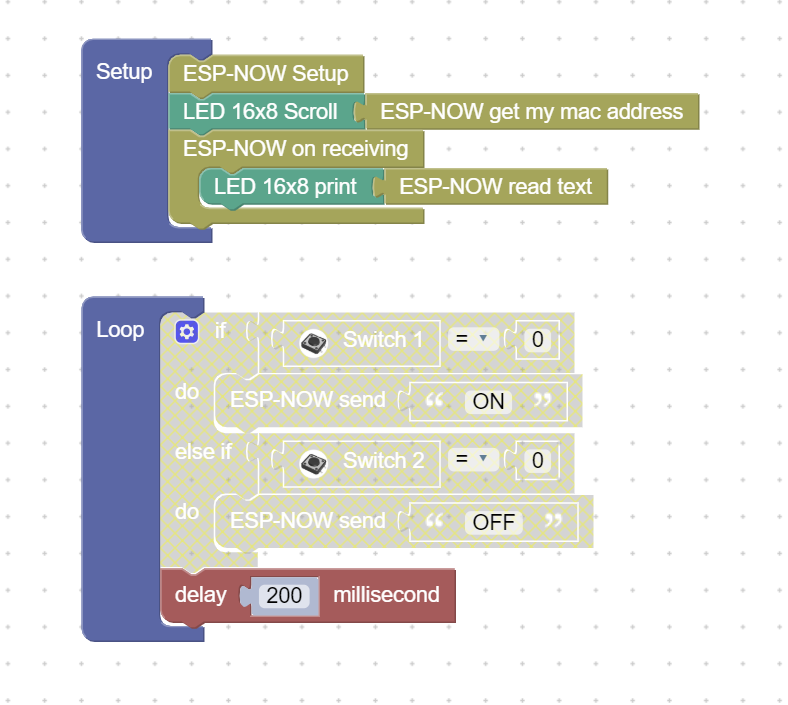 Setup
ESP-NOW Setup
LED 16x8 Scroll ESP-NOW get my mac address
ESP-NOW on receiving
LED 16x8 print ESP-NOW read text
Loop if Switch 1 = ▾ 0
do ESP-NOW send “ ON ”
else if Switch 2 = ▾ 0
do ESP-NOW send “ OFF ”
delay 200 millisecond